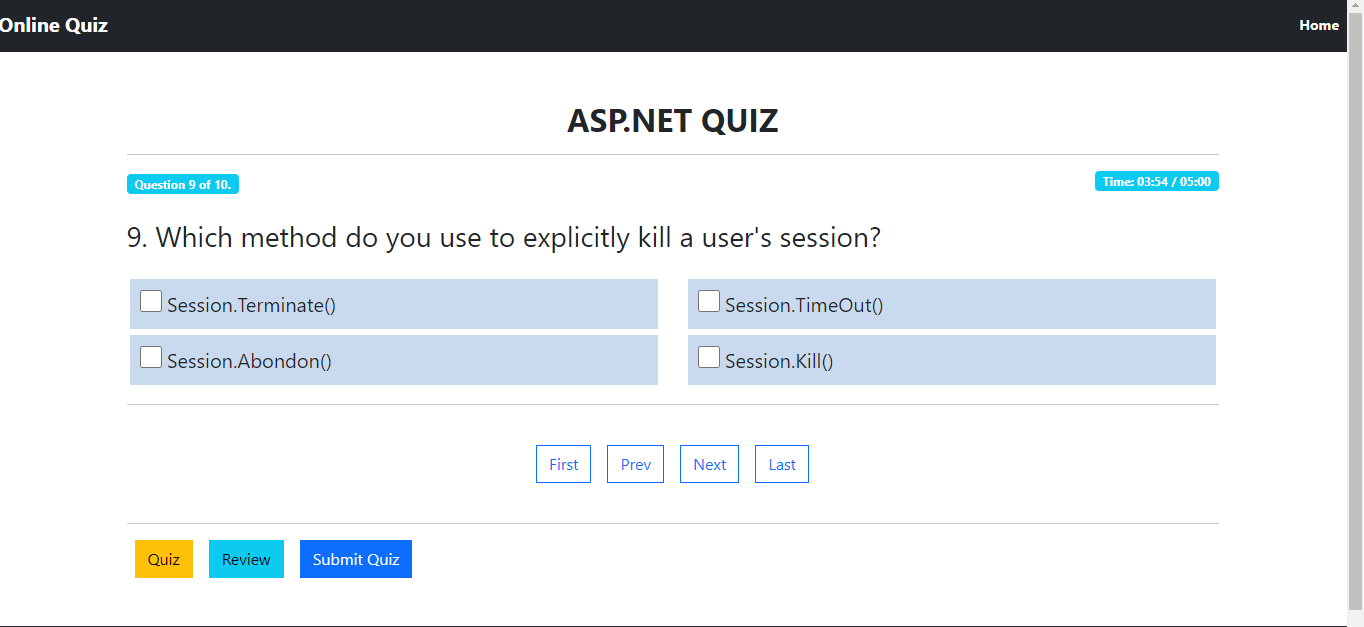 Online Quiz
Home
ASP.NET QUIZ
Question 9 of 10.
Time: 03:54 / 05:00
9. Which method do you use to explicitly kill a user's session?
Session.Terminate()
Session.TimeOut()
Session.Abondon()
Session.Kill()
First
Prev
Next
Last
Quiz
Review
Submit Quiz